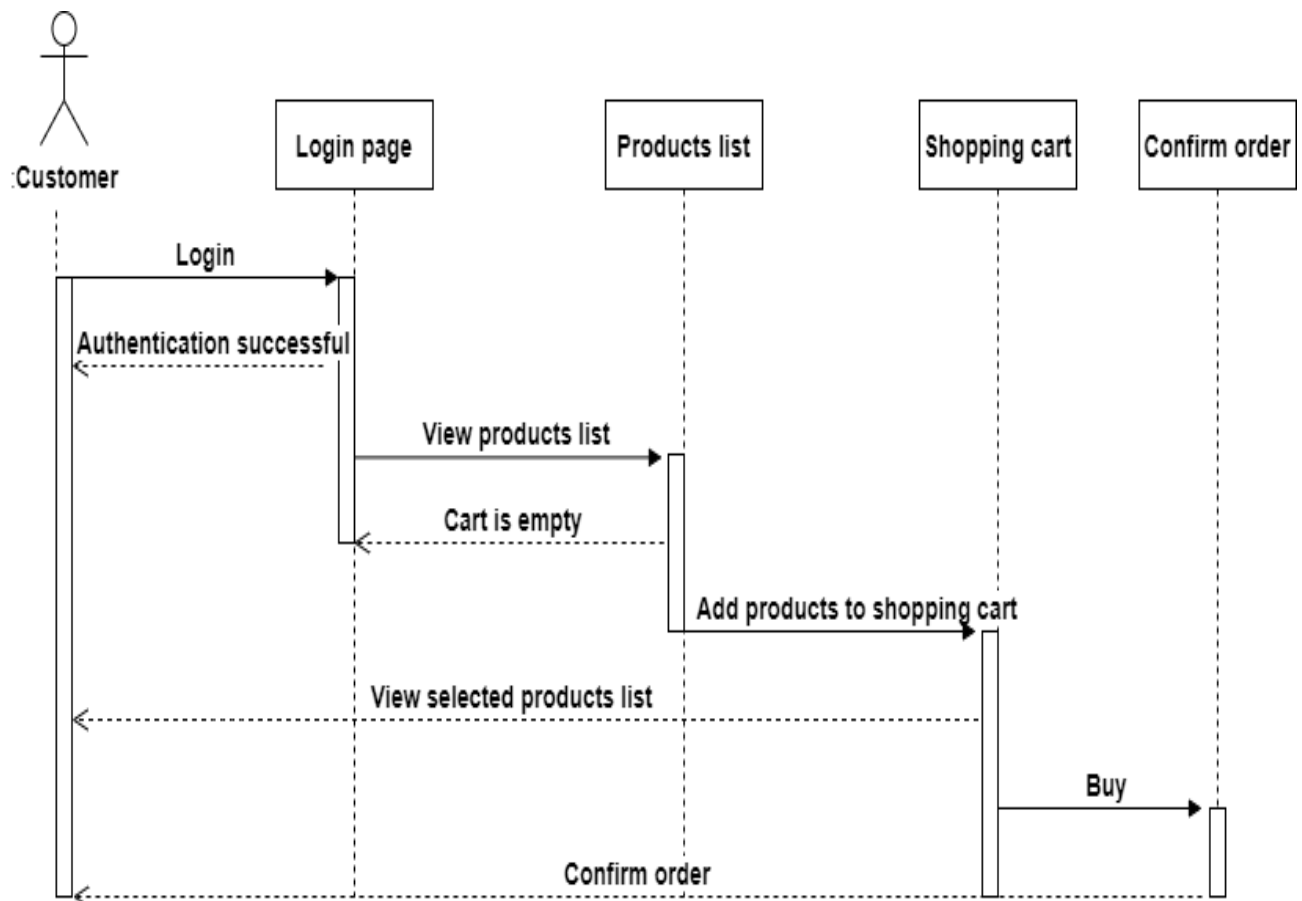 Login page
Products list
Shopping cart
Confirm order
:Customer
Login
Authentication successful
View products list
Cart is empty
Add products to shopping cart
View selected products list
Buy
Confirm order